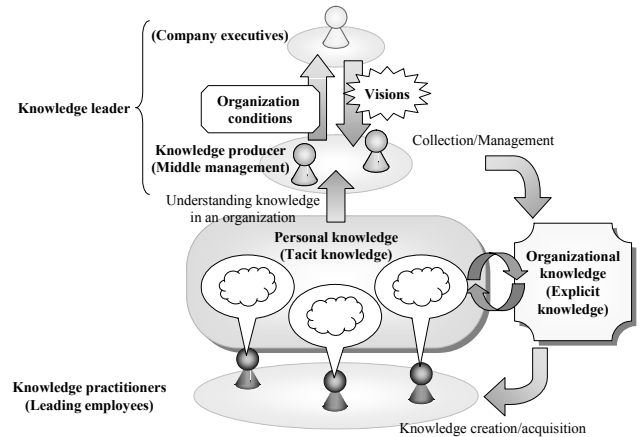 (Company executives)
Knowledge leader
Organization
conditions
Visions
Knowledge producer
(Middle management)
Collection/Management
Understanding knowledge
in an organization
Personal knowledge
(Tacit knowledge)
Organizational
knowledge
(Explicit
knowledge)
Knowledge practitioners
(Leading employees)
Knowledge creation/acquisition